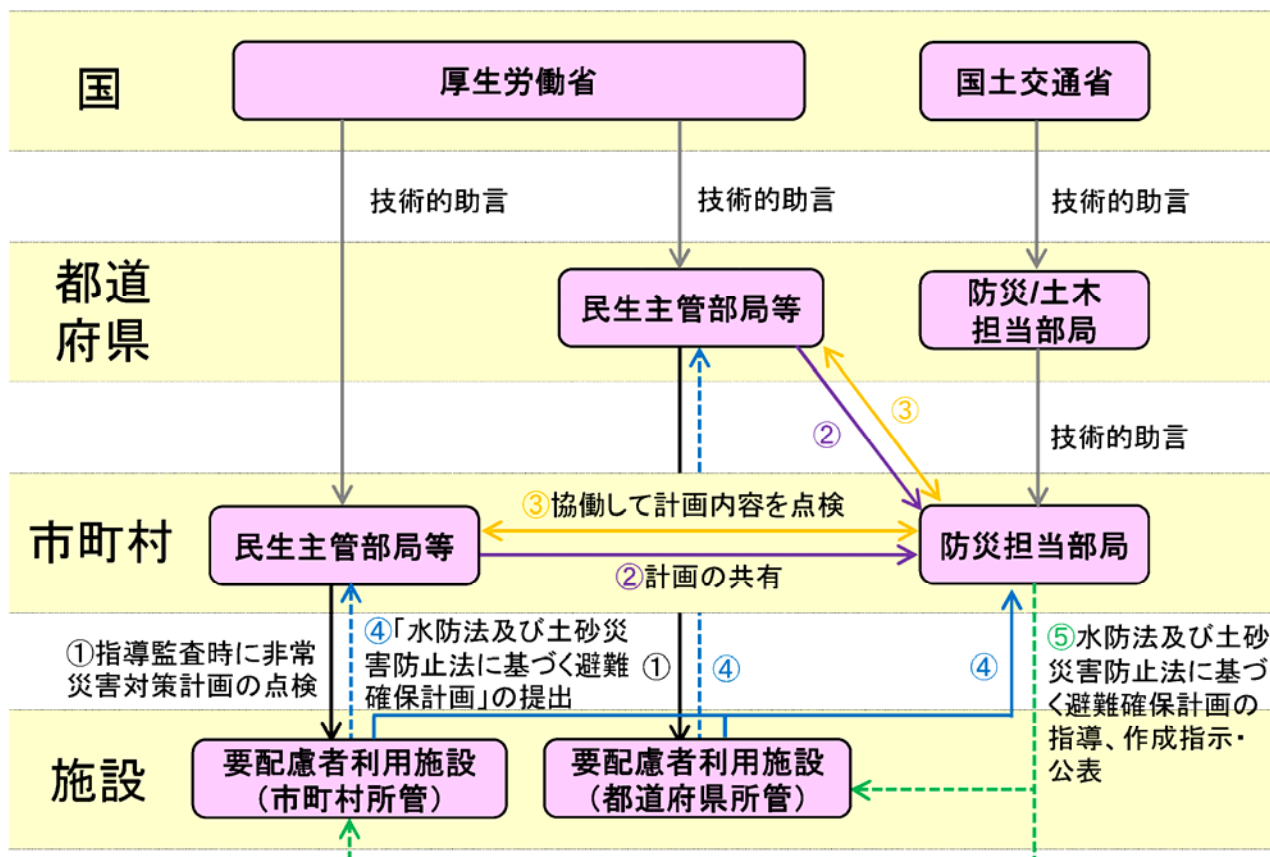 国
厚生労働省
国土交通省
技術的助言
技術的助言
技術的助言
都道
府県
民生主管部局等
防災/土木
担当部局
②
③
技術的助言
市町村
民生主管部局等
③協働して計画内容を点検
②計画の共有
防災担当部局
①指導監査時に非常
災害対策計画の点検
④「水防法及び土砂災
害防止法に基づく避難
確保計画」の提出
①
④
④
⑤水防法及び土砂
災害防止法に基づ
く避難確保計画の
指導、作成指示・
公表
施設
要配慮者利用施設
（市町村所管）
要配慮者利用施設
（都道府県所管）